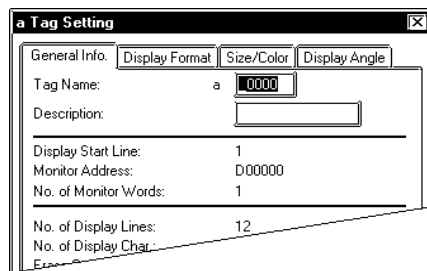 a Tag Setting
General Info. Display Format Size/Color Display Angle
Tag Name: a 0000
Description:
Display Start Line: 1
Monitor Address: D00000
No. of Monitor Words: 1
No. of Display Lines: 12
No. of Display Char.: